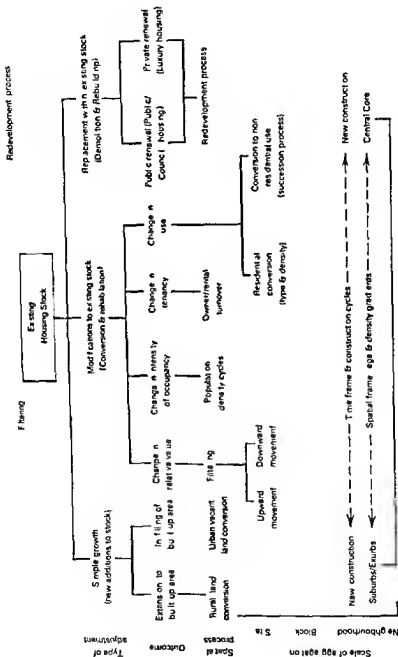 Filtering
Redevelopment process
Existing
Housing Stock
Simple growth
(new additions to stock)
Modifications to existing stock
(Conversion & rehabilitation)
Replacement within existing stock
(Demolition & Rebuilding)
Type of
adjustment
Extension to
built up area
Infilling of
built up area
Change in
relative value
Change in intensity
of occupancy
Change in
tenancy
Change in
use
Public renewal (Public/
Council housing)
Private renewal
(Luxury housing)
Outcome
Rural land
conversion
Urban vacant
land conversion
Filtering
Population
density cycles
Owner/rental
turnover
Redevelopment process
Spatial
process
Upward
movement
Downward
movement
Residential
conversion
(type & density)
Conversion to non
residential use
(succession process)
Scale of aggregation
Site
Block
Neighbourhood
New construction
Time frame & construction cycles
New construction
Suburbs/Exurbs
Spatial frame age & density gradients
Central Core